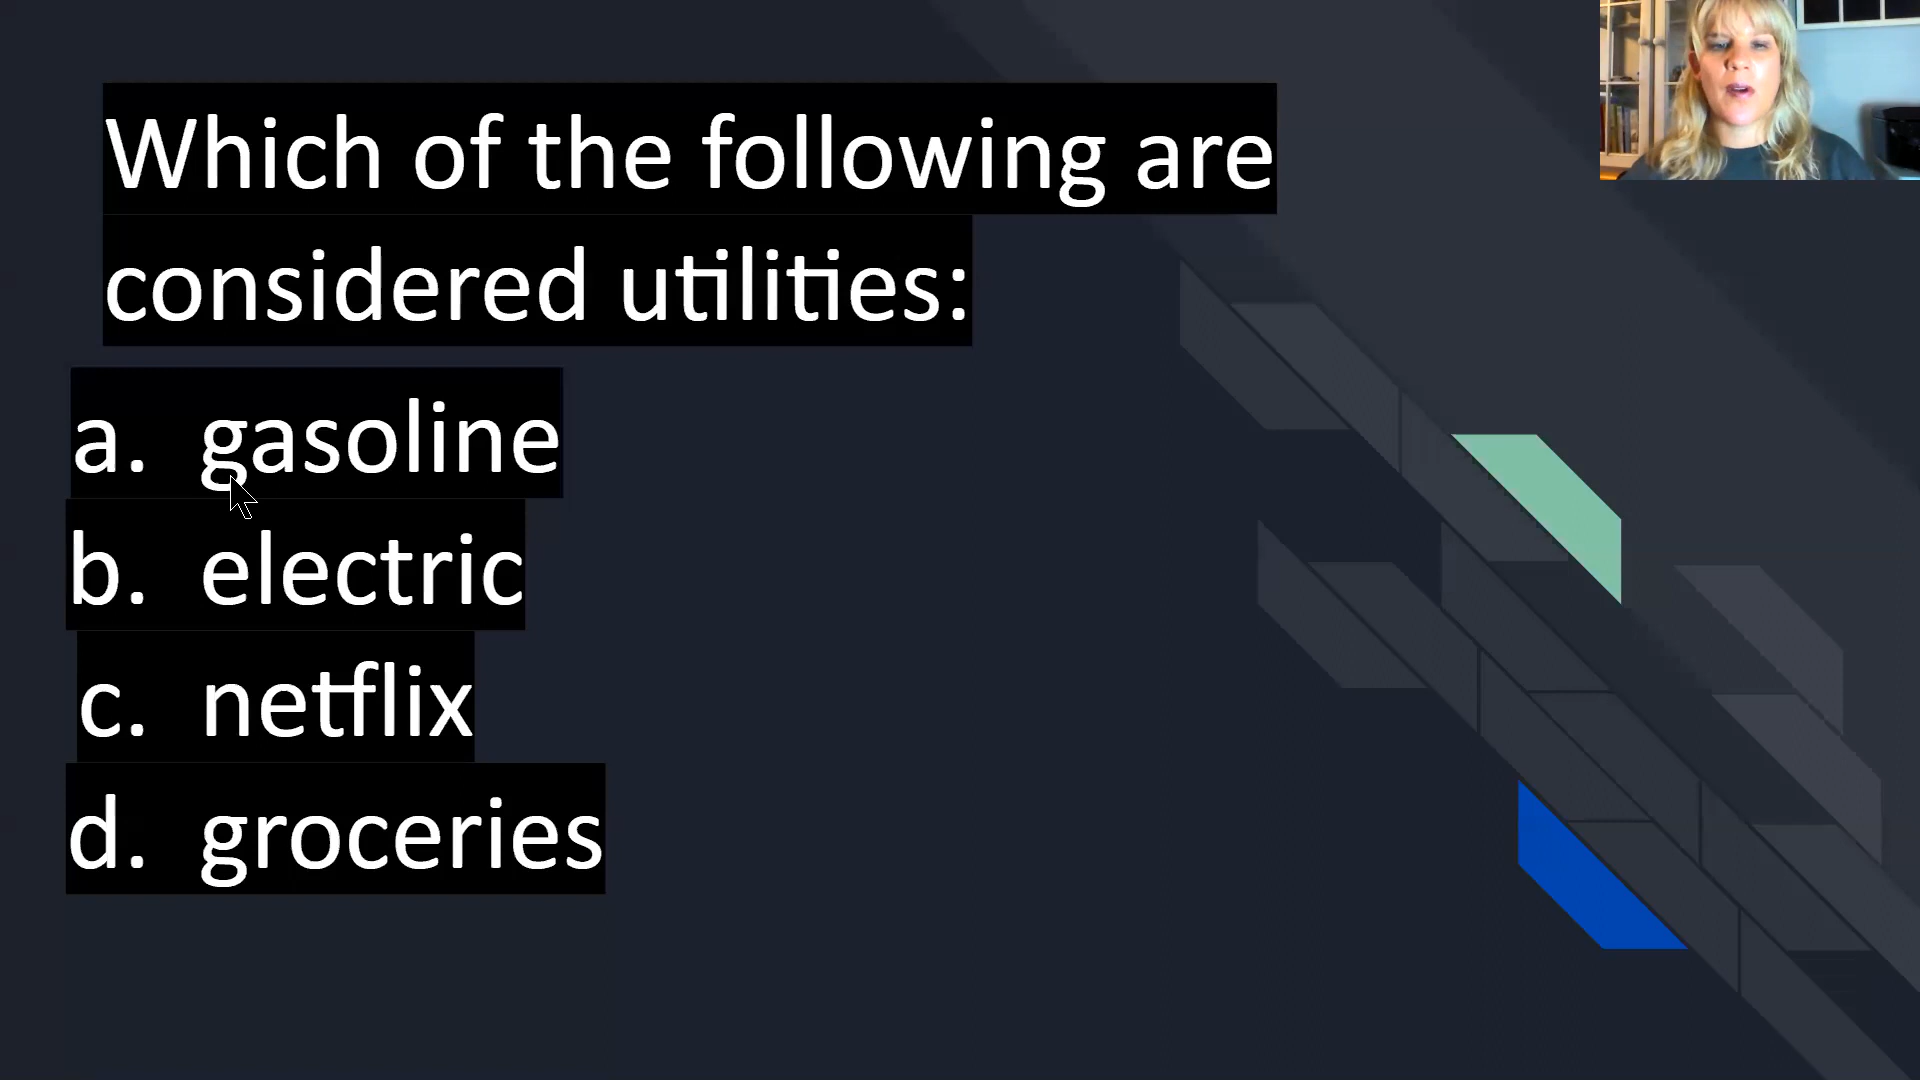 Which of the following are
considered utilities:
a. gasoline
b. electric
c. netflix
d. groceries